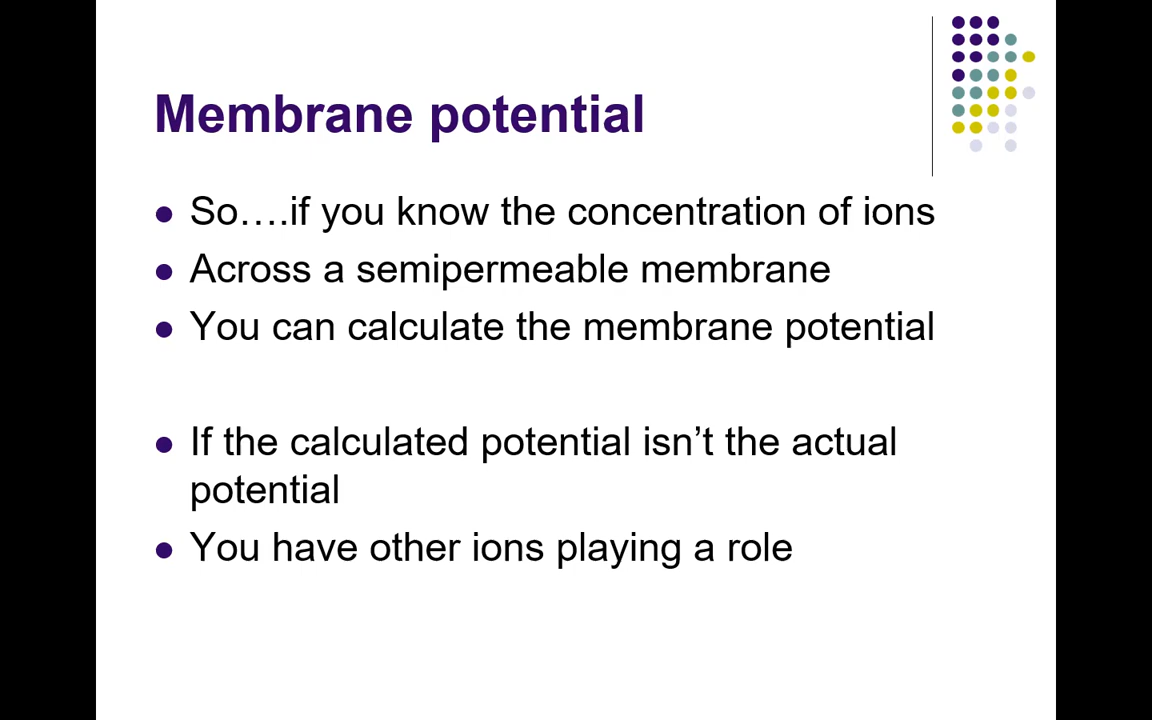 Membrane potential
So….if you know the concentration of ions
Across a semipermeable membrane
You can calculate the membrane potential
If the calculated potential isn’t the actual
potential
You have other ions playing a role